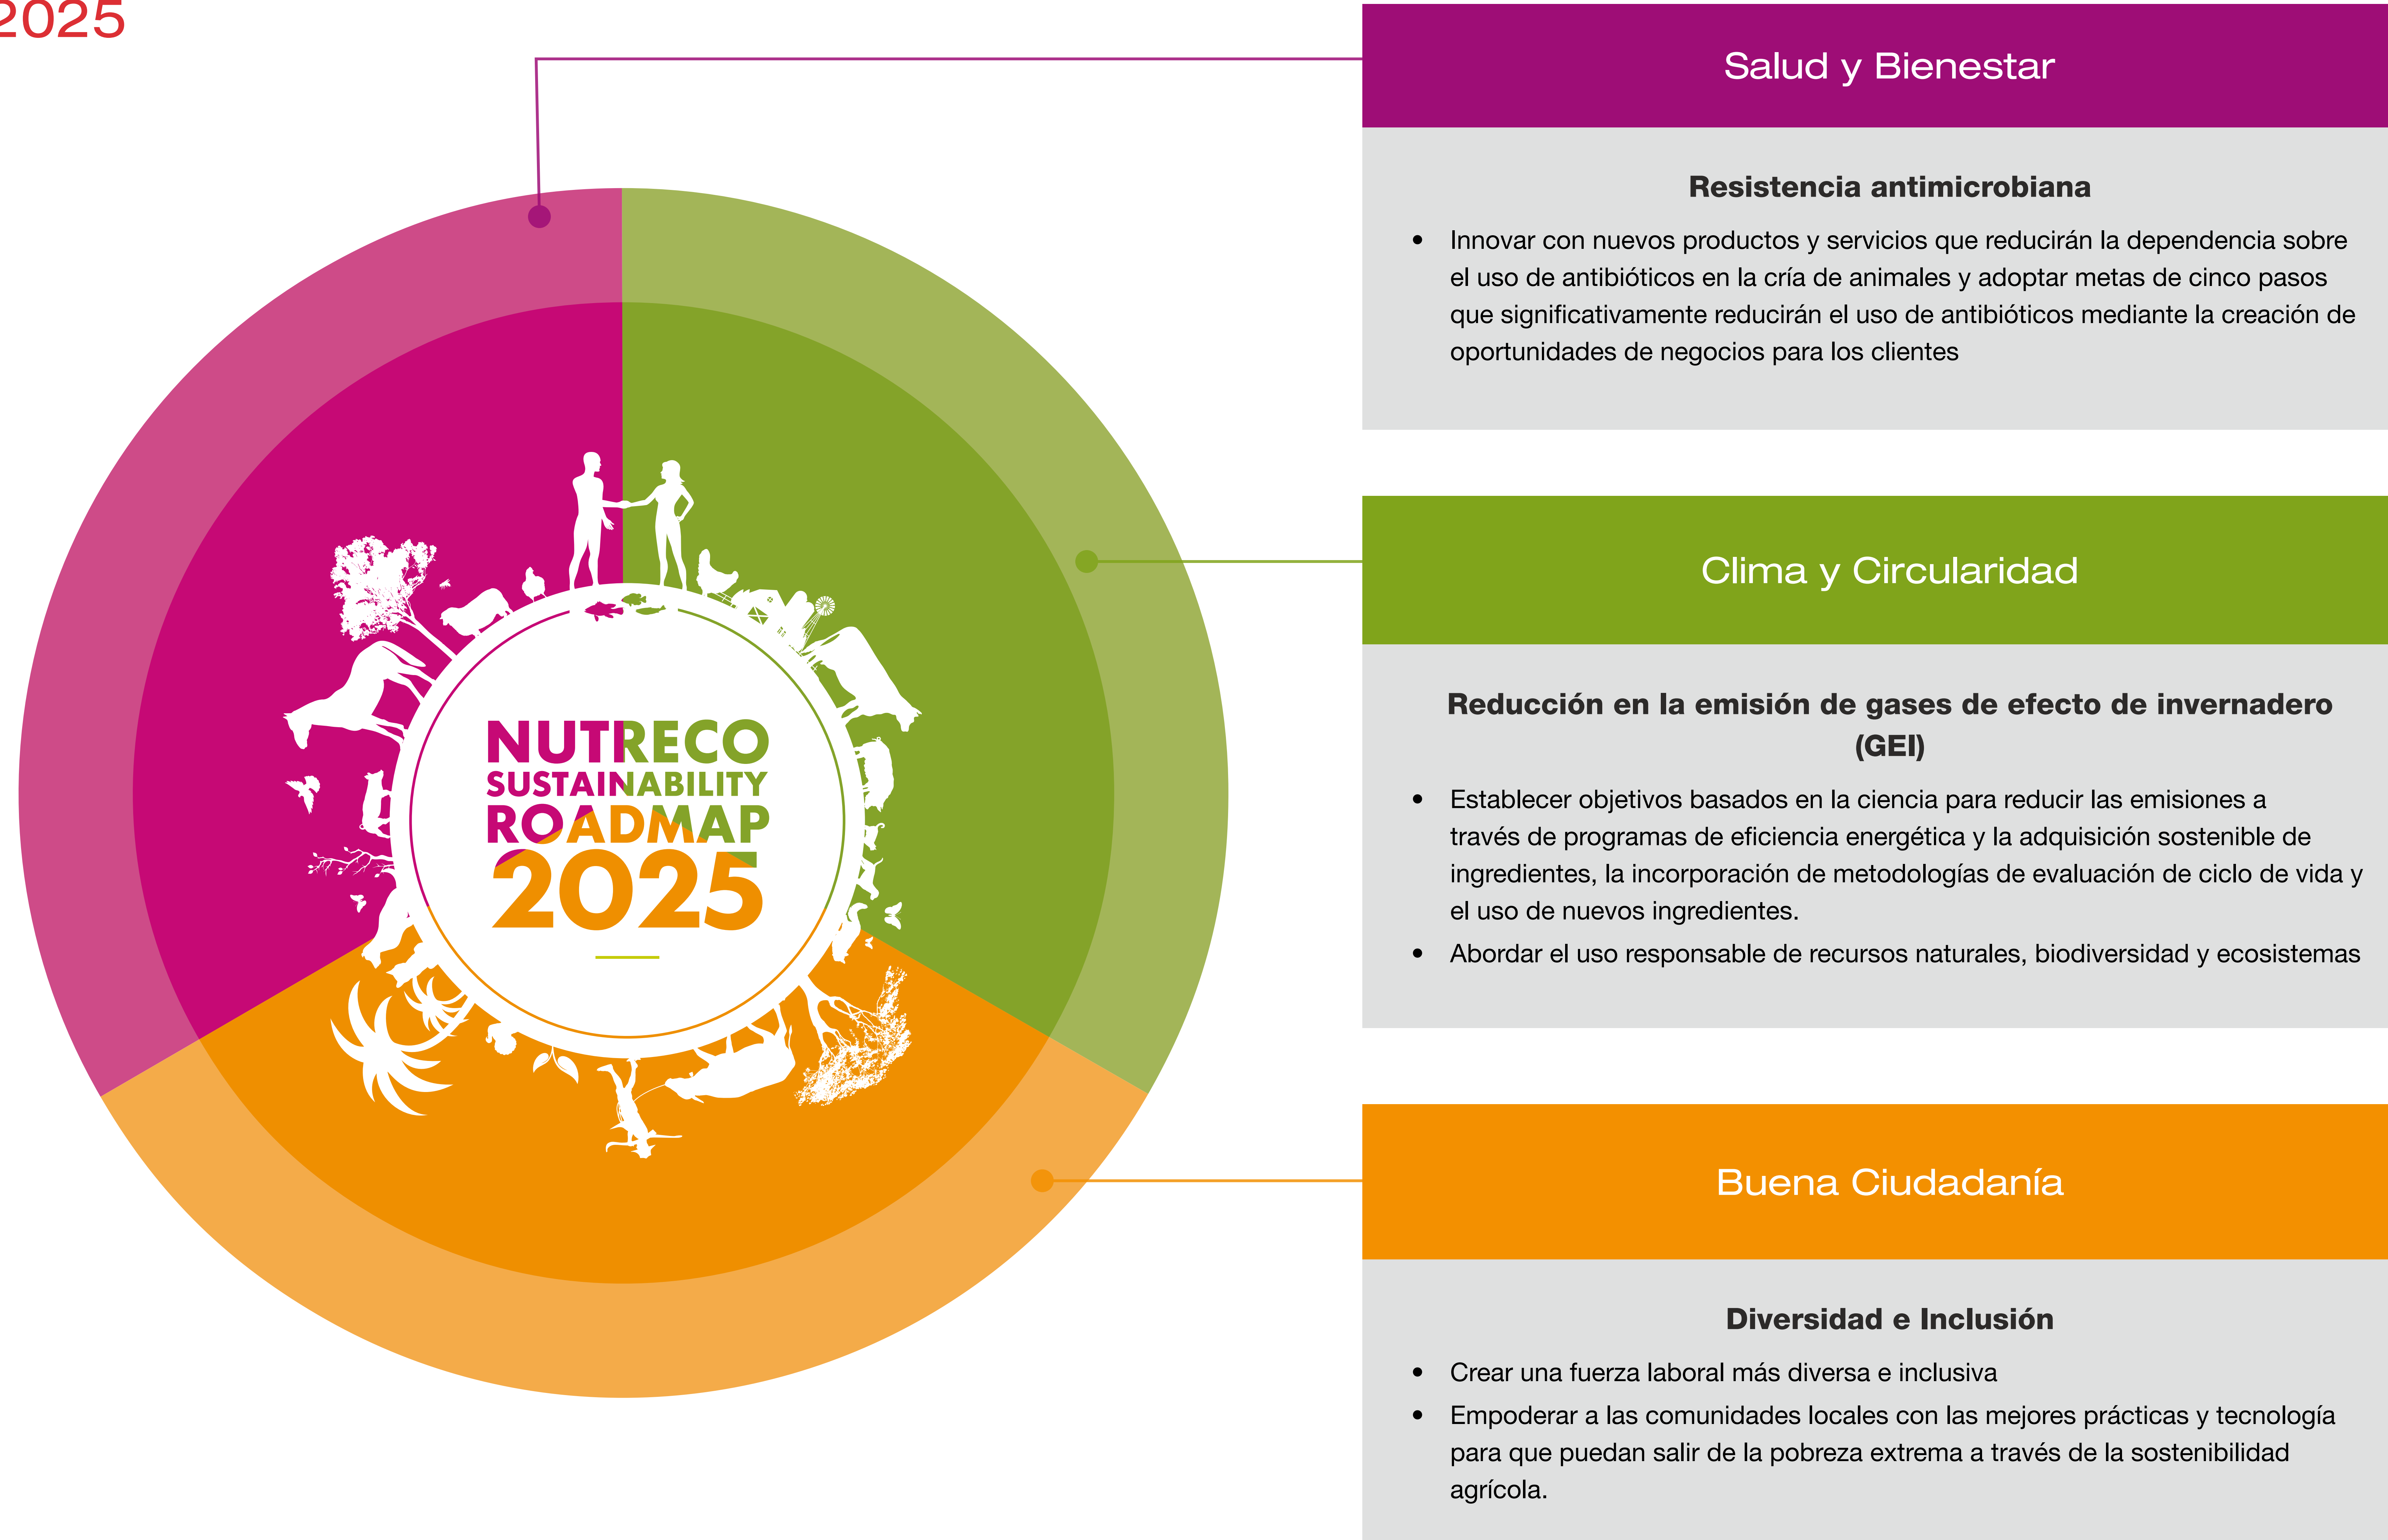 2025
NUTRECO
SUSTAINABILITY
ROADMAP
2025
Salud y Bienestar
Resistencia antimicrobiana
• Innovar con nuevos productos y servicios que reducirán la dependencia sobre
el uso de antibióticos en la cría de animales y adoptar metas de cinco pasos
que significativamente reducirán el uso de antibióticos mediante la creación de
oportunidades de negocios para los clientes
Clima y Circularidad
Reducción en la emisión de gases de efecto de invernadero
(GEI)
• Establecer objetivos basados en la ciencia para reducir las emisiones a
través de programas de eficiencia energética y la adquisición sostenible de
ingredientes, la incorporación de metodologías de evaluación de ciclo de vida y
el uso de nuevos ingredientes.
• Abordar el uso responsable de recursos naturales, biodiversidad y ecosistemas
Buena Ciudadanía
Diversidad e Inclusión
• Crear una fuerza laboral más diversa e inclusiva
• Empoderar a las comunidades locales con las mejores prácticas y tecnología
para que puedan salir de la pobreza extrema a través de la sostenibilidad
agrícola.